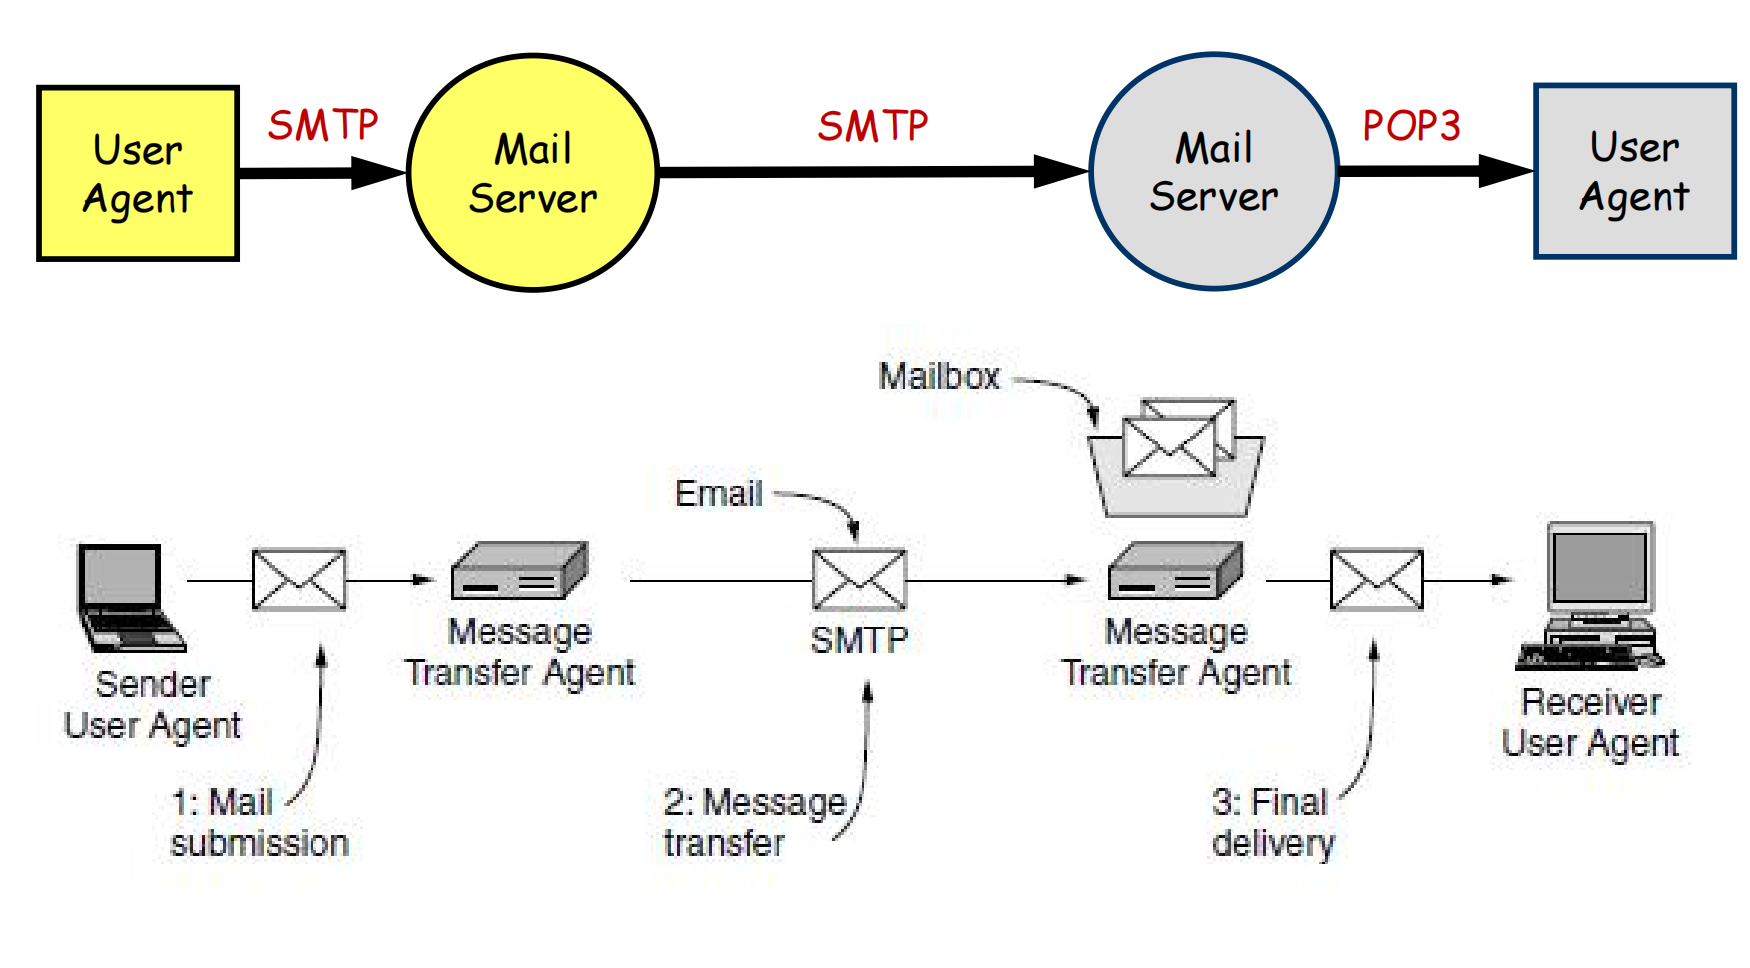 SMTP
SMTP
POP3
User
Agent
Mail
Server
Mail
Server
User
Agent
Mailbox
Email
Message
Transfer Agent
SMTP
Message
Transfer Agent
Sender
User Agent
Receiver
User Agent
1: Mail
submission
2: Message
transfer
3: Final
delivery